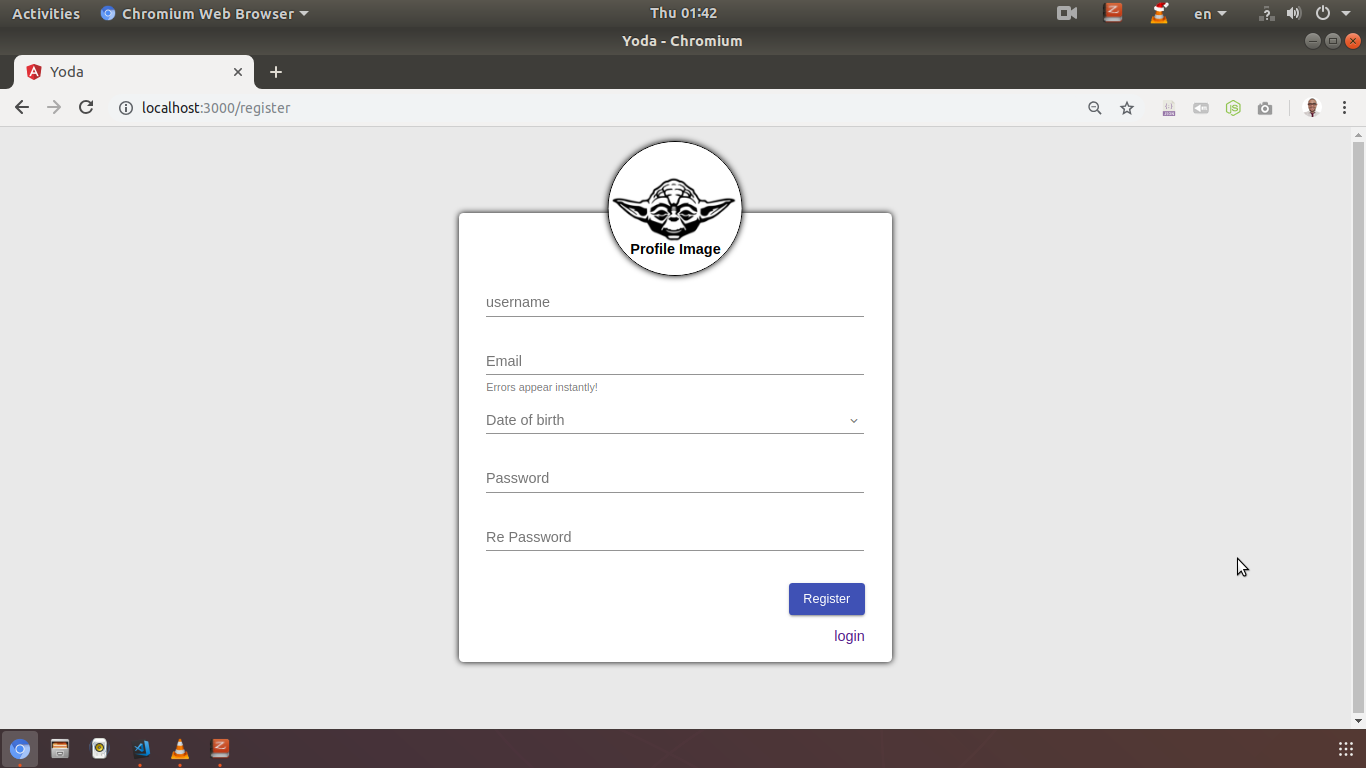 Activities
Chromium Web Browser
Thu 01:42
en
Yoda - Chromium
Yoda
localhost:3000/register
Profile Image
username
Email
Errors appear instantly!
Date of birth
Password
Re Password
Register
login